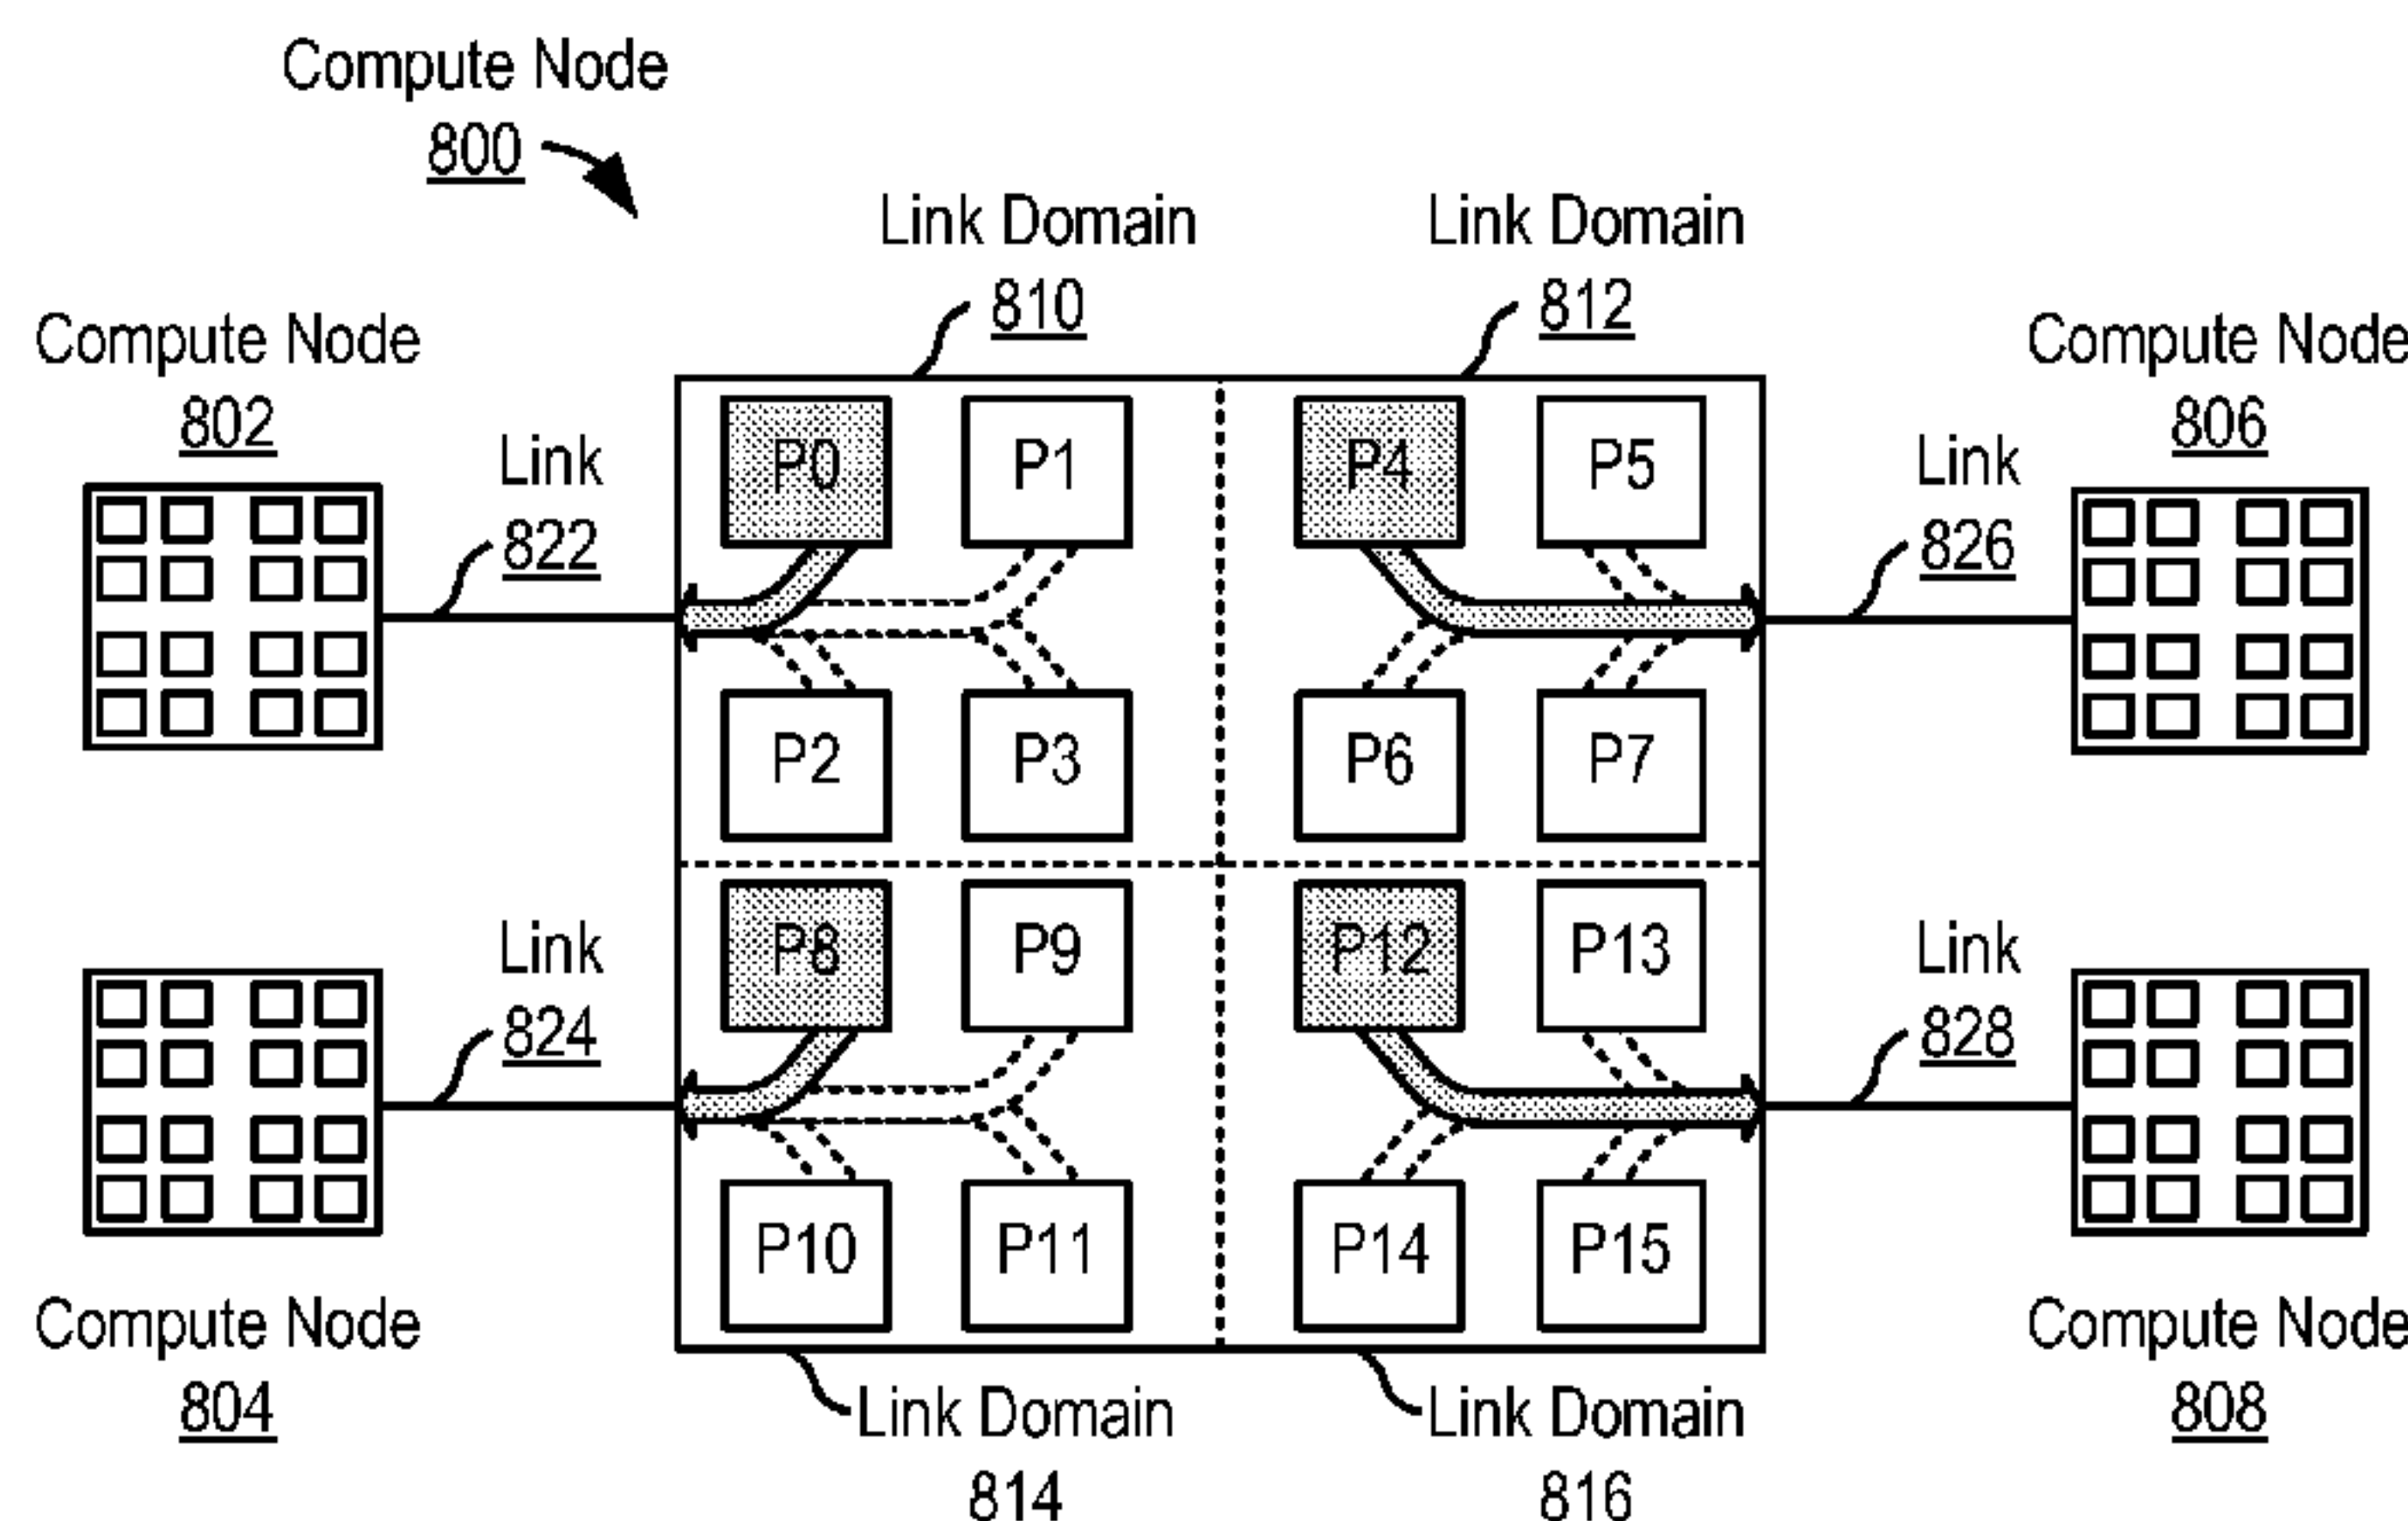 Compute Node
800
Link Domain
810
Link Domain
812
Compute Node
802
Compute Node
806
Link
822
Link
826
P0
P1
P4
P5
P2
P3
P6
P7
Link
824
Link
828
P8
P9
P12
P13
P10
P11
P14
P15
Compute Node
804
Compute Node
808
Link Domain
814
Link Domain
816